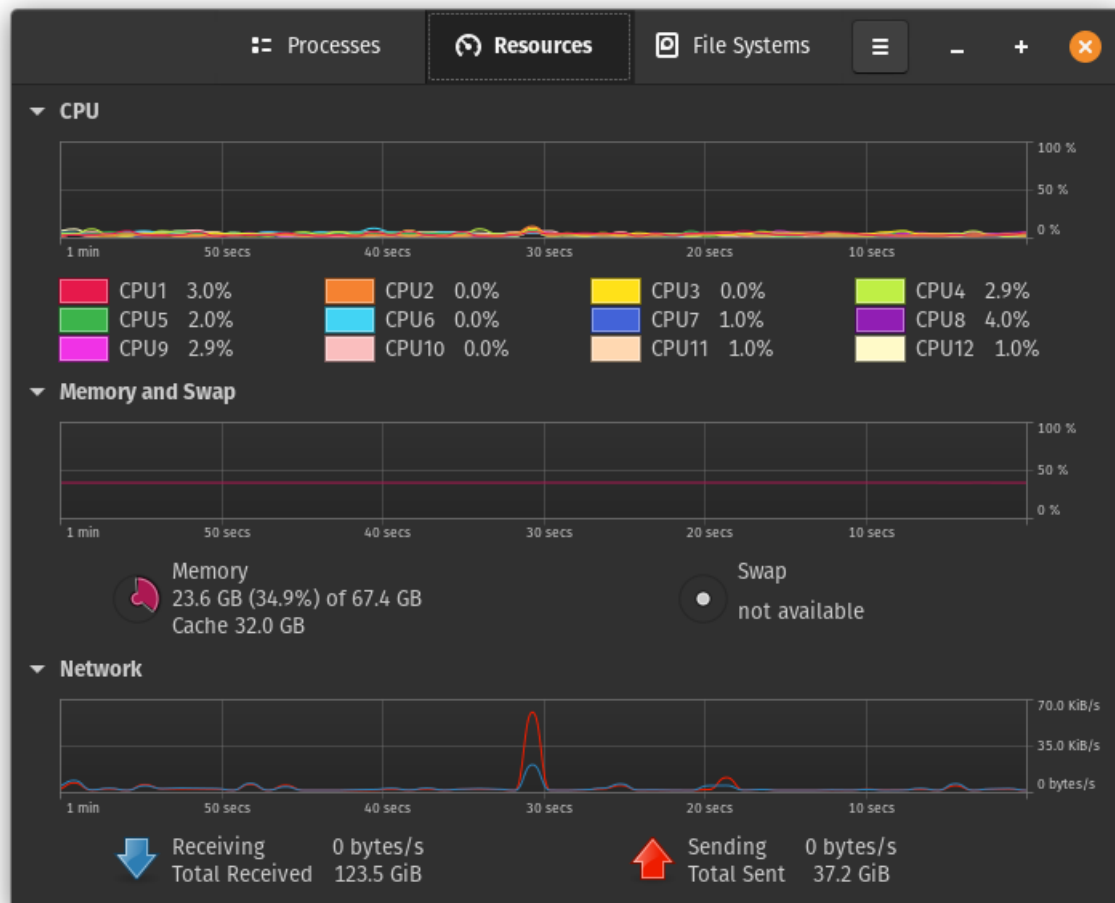 Processes Resources File Systems
CPU
100 %
50 %
0 %
1 min 50 secs 40 secs 30 secs 20 secs 10 secs
CPU1 3.0% CPU2 0.0% CPU3 0.0% CPU4 2.9%
CPU5 2.0% CPU6 0.0% CPU7 1.0% CPU8 4.0%
CPU9 2.9% CPU10 0.0% CPU11 1.0% CPU12 1.0%
Memory and Swap
100 %
50 %
0 %
1 min 50 secs 40 secs 30 secs 20 secs 10 secs
Memory
23.6 GB (34.9%) of 67.4 GB
Cache 32.0 GB
Swap
not available
Network
70.0 KiB/s
35.0 KiB/s
0 bytes/s
1 min 50 secs 40 secs 30 secs 20 secs 10 secs
Receiving 0 bytes/s
Total Received 123.5 GiB
Sending 0 bytes/s
Total Sent 37.2 GiB